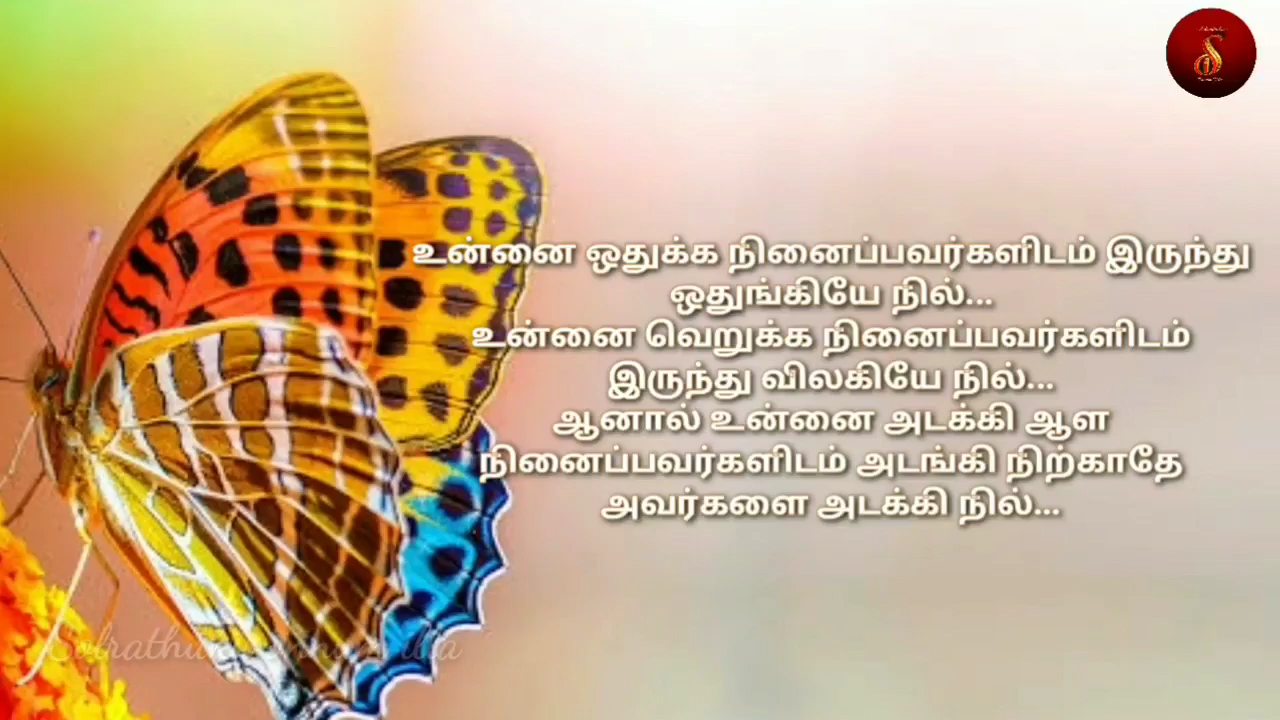 உன்னை ஒதுக்க நினைப்பவர்களிடம் இருந்து
ஒதுங்கியே நில்...
உன்னை வெறுக்க நினைப்பவர்களிடம்
இருந்து விலகியே நில்...
ஆனால் உன்னை அடக்கி ஆள
நினைப்பவர்களிடம் அடங்கி நிற்காதே
அவர்களை அடக்கி நில்...